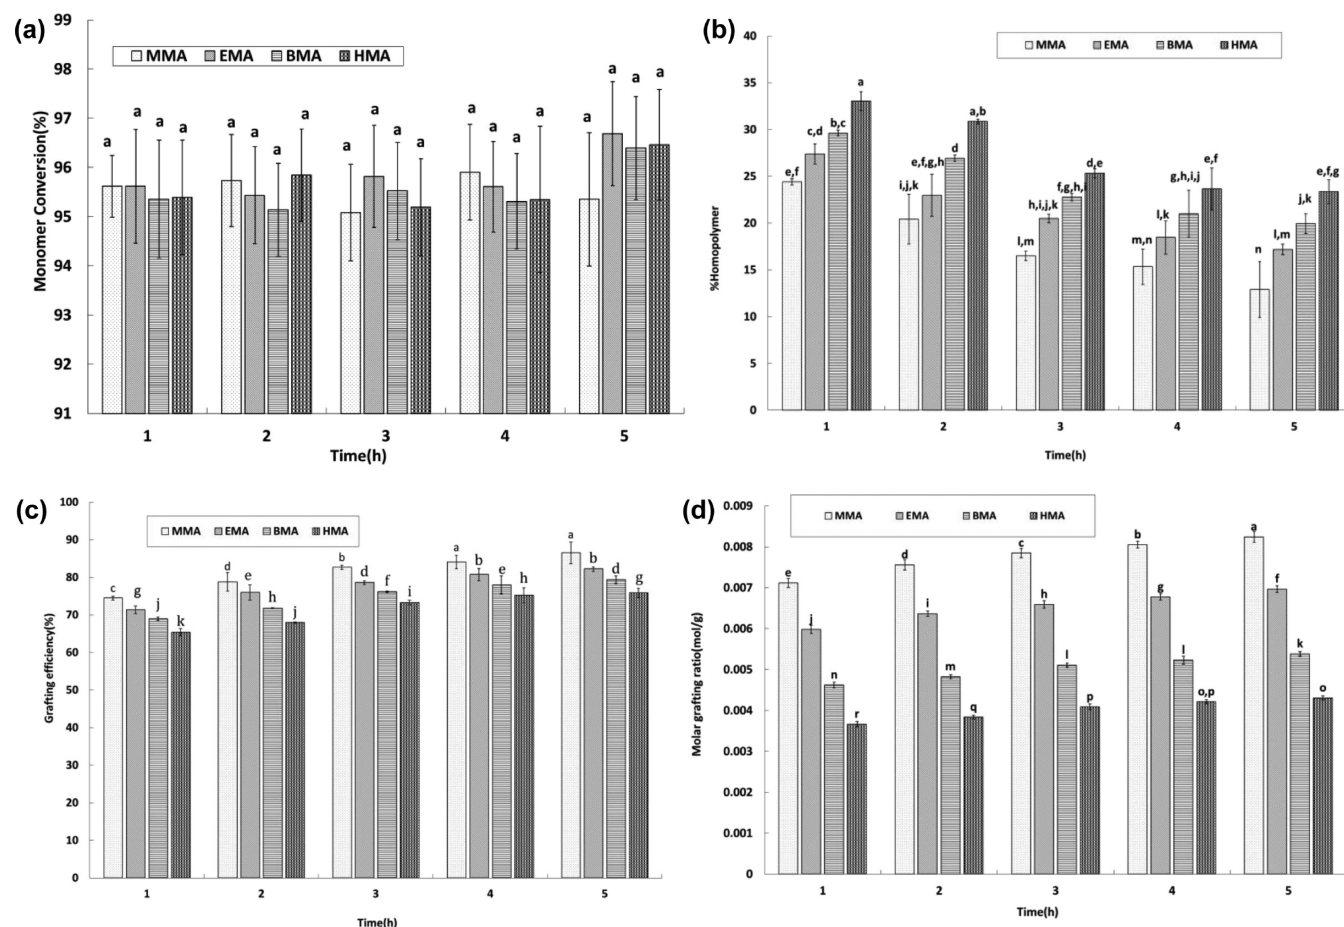 (a)
99
98
97
96
95
94
93
92
91
Monomer Conversion(%)
MMA EMA BMA HMA
a a a a
a a a a
a a a a
a a a a
a a a a
1 2 3 4 5
Time(h)
(b)
40
35
30
25
20
15
10
5
0
%Homopolymer
MMA EMA BMA HMA
e,f c,d b,c a
i,j,k e,f,g,h d a,b
l,m h,i,j,k f,g,h,i d,e
m,n l,k g,h,i,j e,f
n l,m j,k e,f,g
1 2 3 4 5
Time(h)
(c)
100
90
80
70
60
50
40
30
20
10
0
Grafting efficiency(%)
MMA EMA BMA HMA
c g j k
d e h j
b d f i
a b e h
a b d g
1 2 3 4 5
Time(h)
(d)
0.009
0.008
0.007
0.006
0.005
0.004
0.003
0.002
0.001
0
Molar grafting ratio(mol/g)
MMA EMA BMA HMA
e j n r
d i m q
c h l p
b g l o,p
a f k o
1 2 3 4 5
Time(h)